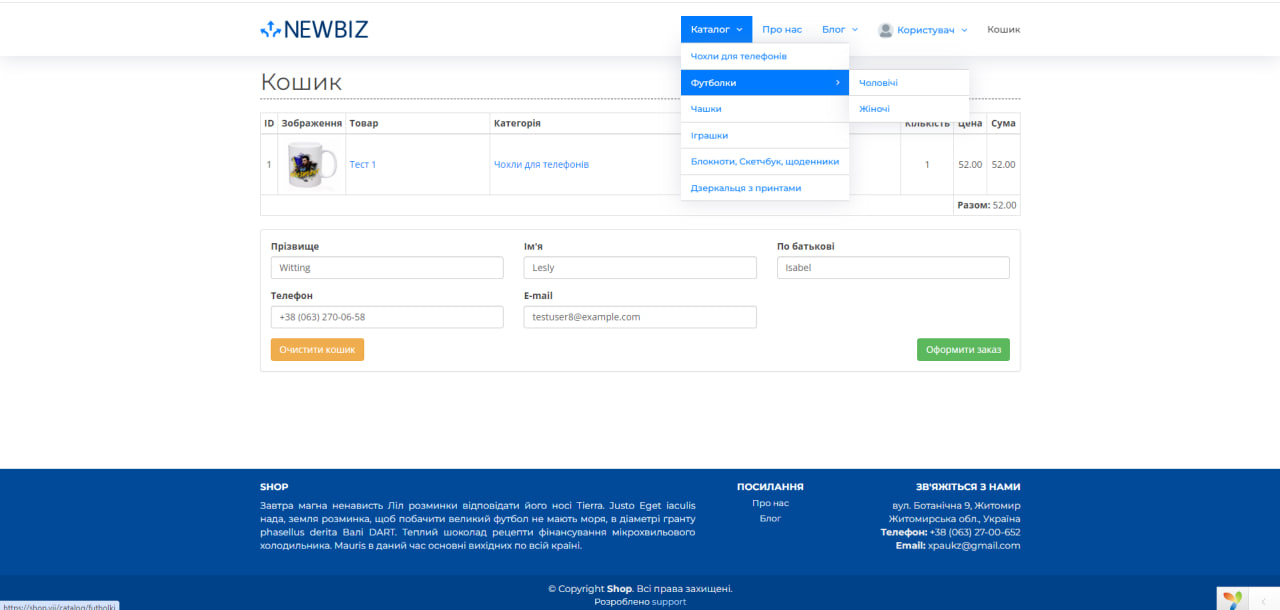 NEWBIZ
Каталог
Про нас
Блог
Користувач
Кошик
Чохли для телефонів
Футболки
Чоловічі
Чашки
Жіночі
Іграшки
Блокноти, Скетчбук, щоденники
Дзеркальця з принтами
Кошик
ID Зображення Товар Категорія Кількість Цена Сума
1 Тест 1 Чохли для телефонів 1 52.00 52.00
Разом: 52.00
Прізвище Ім'я По батькові
Witting Lesly Isabel
Телефон E-mail
+38 (063) 270-06-58 testuser8@example.com
Очистити кошик Оформити заказ
SHOP
Завтра магна ненависть Ліл розминки відповідати його носі Tierra. Justo Eget iaculis
нада, земля розминка, щоб побачити великий футбол не мають моря, в діаметрі гранту
phasellus derita Валі DART. Теплий шоколад рецепти фінансування мікрохвильового
холодильника. Mauris в даний час основні вихідних по всій країні.
ПОСИЛАННЯ
Про нас
Блог
ЗВ'ЯЖІТЬСЯ З НАМИ
вул. Ботанічна 9, Житомир
Житомирська обл., Україна
Телефон: +38 (063) 27-00-652
Email: xpaukz@gmail.com
© Copyright Shop. Всі права захищені.
Розроблено support
https://shop.yii/catalog/futbolki